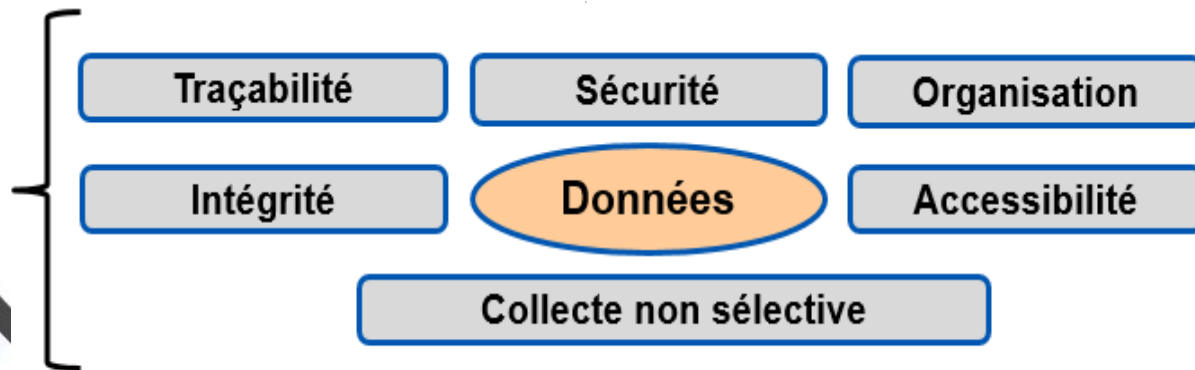 Traçabilité
Sécurité
Organisation
Intégrité
Données
Accessibilité
Collecte non sélective